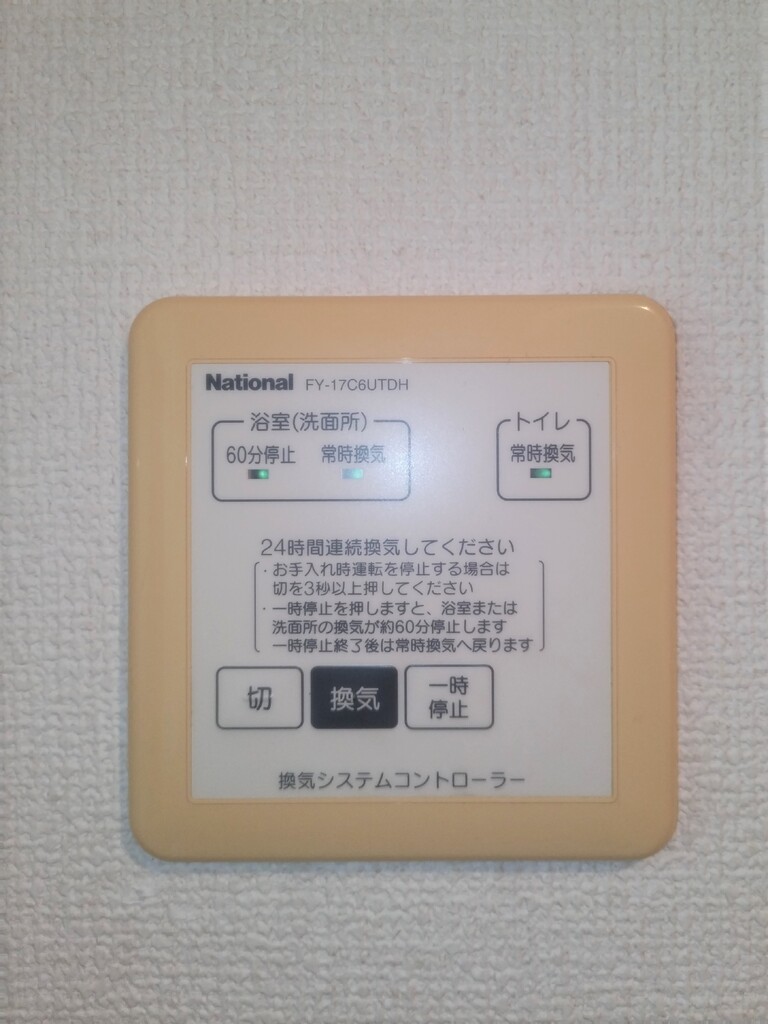 National FY-17C6UTDH
浴室(洗面所)
トイレ
60分停止 常時換気
常時換気
24時間連続換気してください
・お手入れ時運転を停止する場合は
切を3秒以上押してください
・一時停止を押しますと、浴室または
洗面所の換気が約60分停止します
一時停止終了後は常時換気へ戻ります
切
換気
一時
停止
換気システムコントローラー